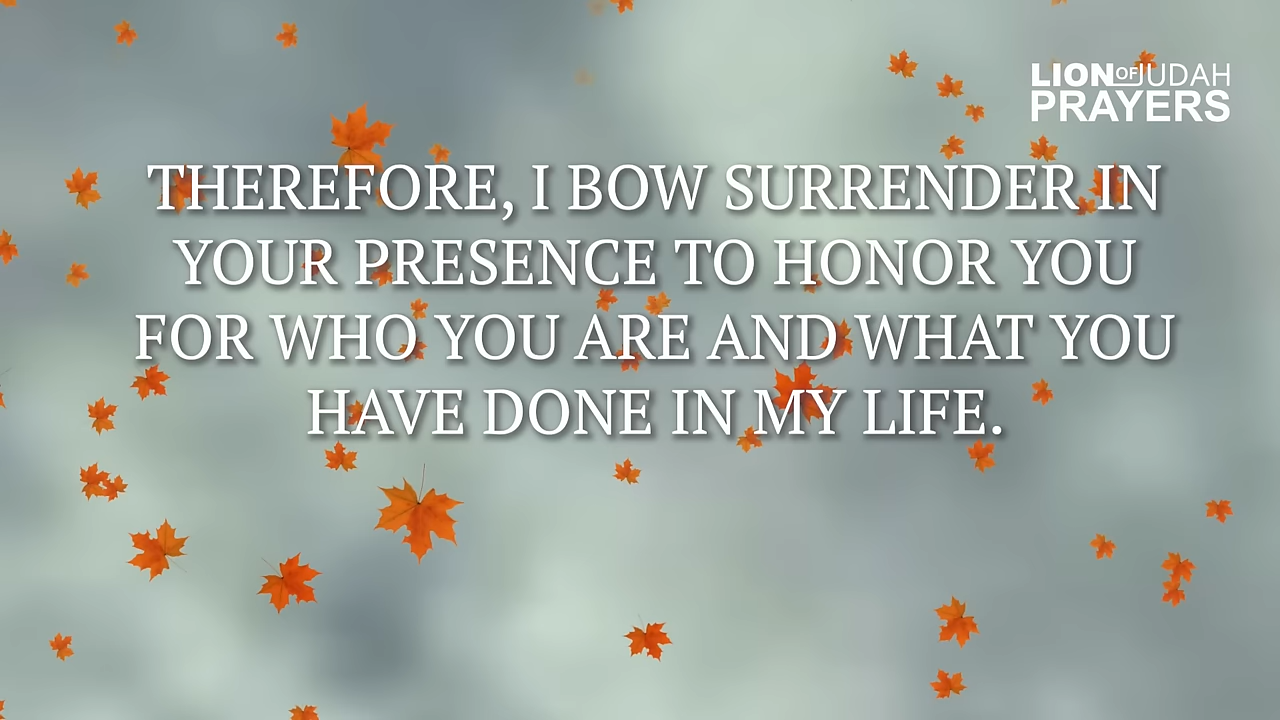 LION OF JUDAH
PRAYERS
THEREFORE, I BOW SURRENDER IN
YOUR PRESENCE TO HONOR YOU
FOR WHO YOU ARE AND WHAT YOU
HAVE DONE IN MY LIFE.